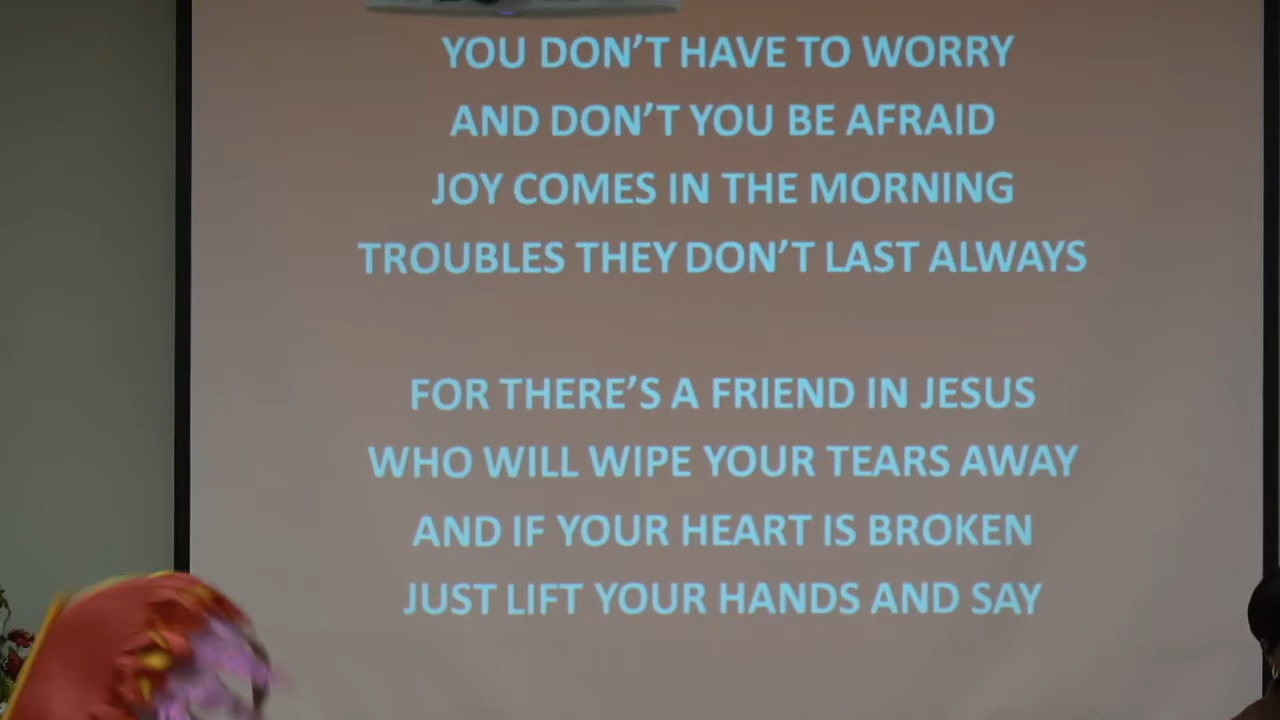 YOU DON'T HAVE TO WORRY
AND DON'T YOU BE AFRAID
JOY COMES IN THE MORNING
TROUBLES THEY DON'T LAST ALWAYS
FOR THERE'S A FRIEND IN JESUS
WHO WILL WIPE YOUR TEARS AWAY
AND IF YOUR HEART IS BROKEN
JUST LIFT YOUR HANDS AND SAY